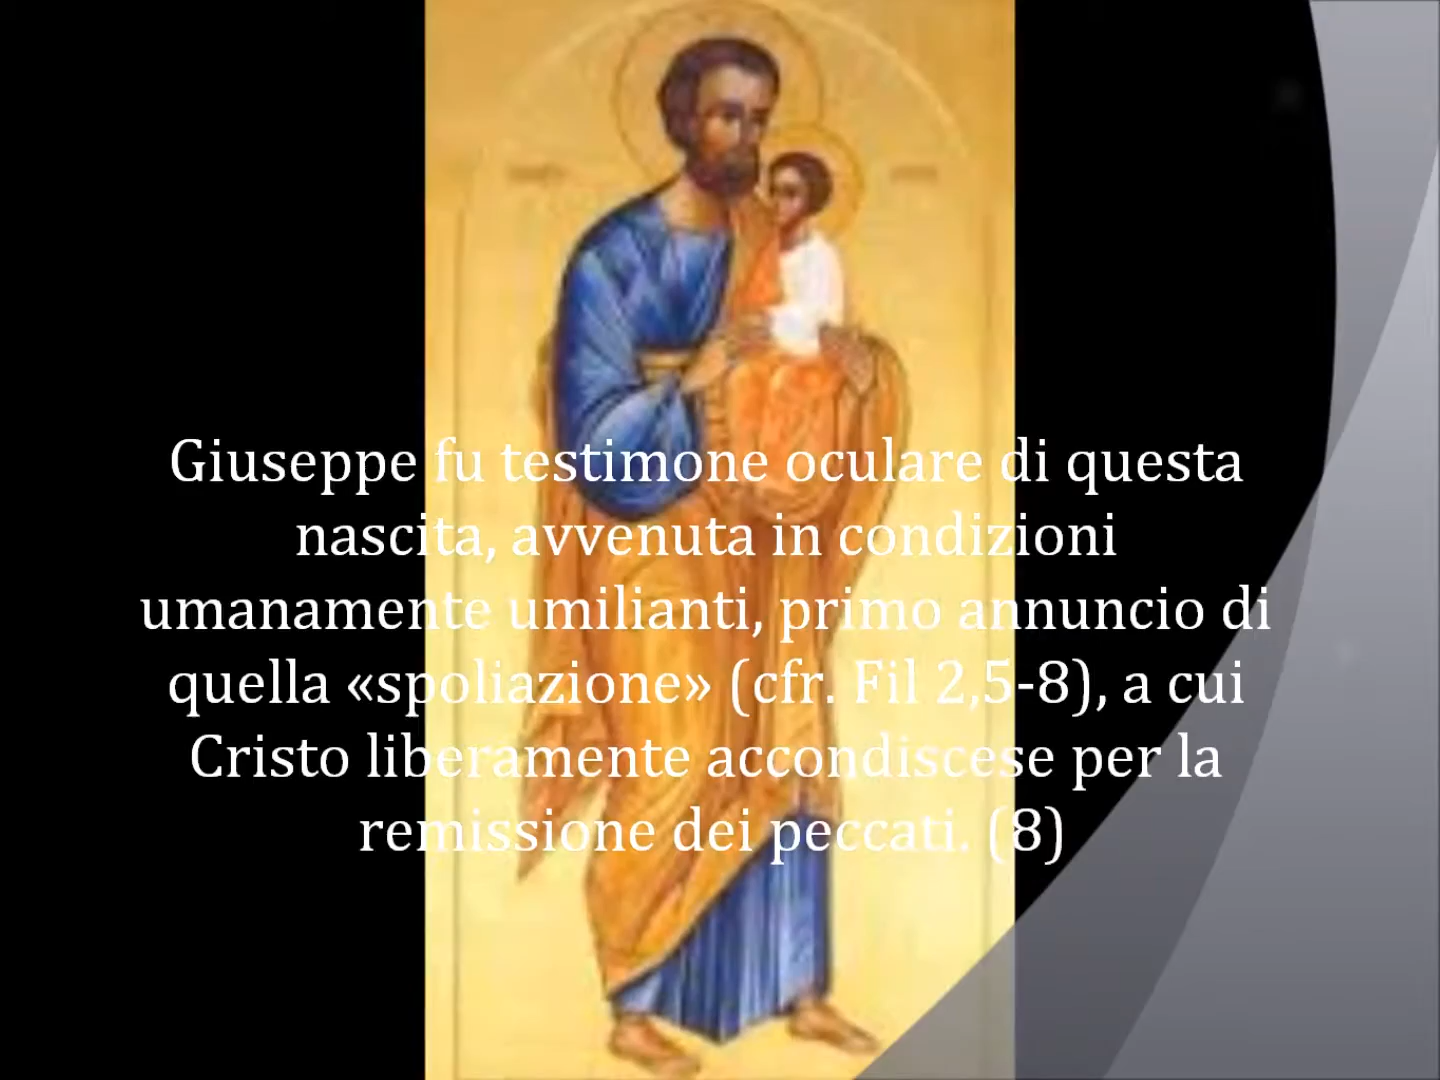 Giuseppe fu testimone oculare di questa
nascita, avvenuta in condizioni
umanamente umilianti, primo annuncio di
quella «spoliazione» (cfr. Fil 2,5-8), a cui
Cristo liberamente accondiscese per la
remissione dei peccati. (8)